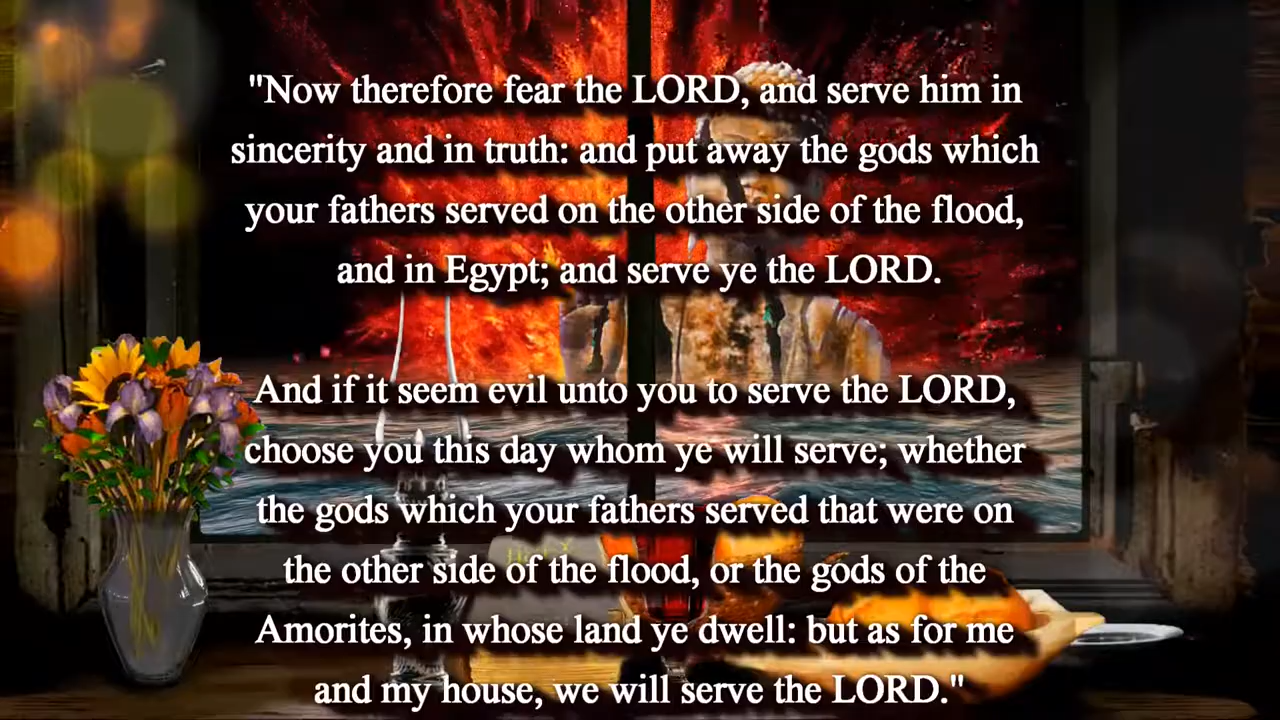 "Now therefore fear the LORD, and serve him in
sincerity and in truth: and put away the gods which
your fathers served on the other side of the flood,
and in Egypt; and serve ye the LORD.
And if it seem evil unto you to serve the LORD,
choose you this day whom ye will serve; whether
the gods which your fathers served that were on
the other side of the flood, or the gods of the
Amorites, in whose land ye dwell: but as for me
and my house, we will serve the LORD."